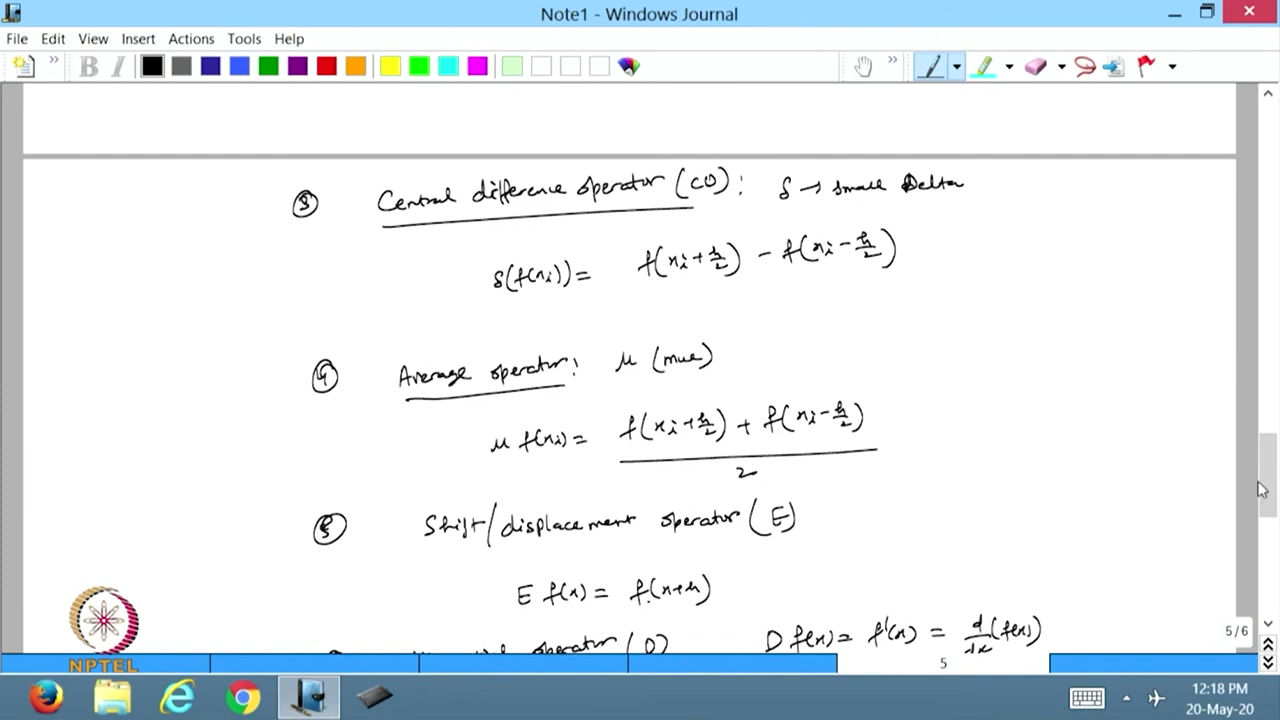 Note1 - Windows Journal
File Edit View Insert Actions Tools Help
③ Central difference operator (CD): δ → small Delta
δ(f(xi)) = f(xi + h/2) - f(xi - h/2)
④ Average operator: μ (mue)
μ f(xi) = f(xi + h/2) + f(xi - h/2)
2
⑤ Shift/displacement operator (E)
E f(x) = f(x+h)
operator (D) D f(x) = f'(x) = d/dx (f(x))
5/6
NPTEL
5
12:18 PM
20-May-20